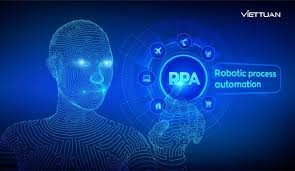 VIETTUAN
RPA
Robotic process
automation